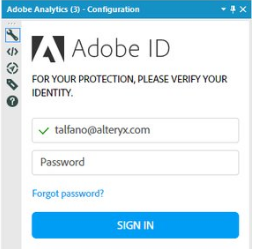 Adobe Analytics (3) - Configuration
Adobe ID
FOR YOUR PROTECTION, PLEASE VERIFY YOUR
IDENTITY.
talfano@alteryx.com
Password
Forgot password?
SIGN IN